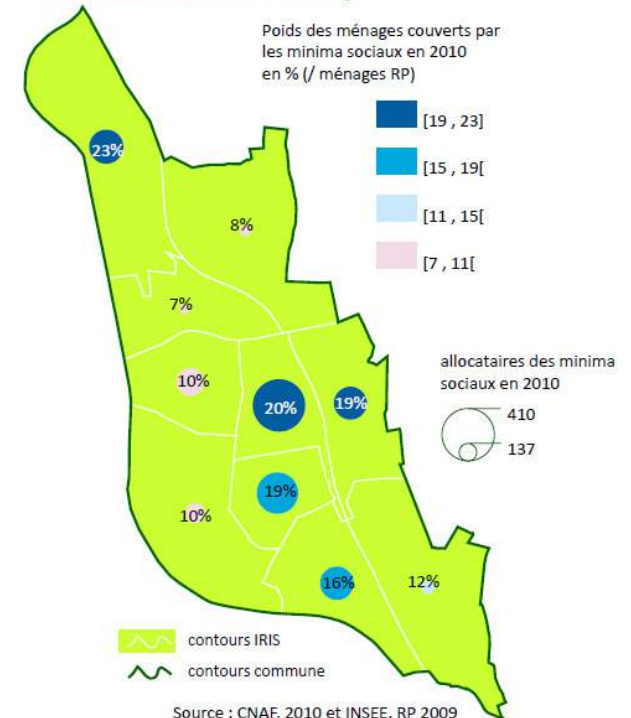 Poids des ménages couverts par
les minima sociaux en 2010
en % (/ ménages RP)
[19 , 23]
[15 , 19[
[11 , 15[
[7 , 11[
23%
8%
7%
10%
20%
19%
19%
10%
16%
12%
allocataires des minima
sociaux en 2010
410
137
contours IRIS
contours commune
Source : CNAF, 2010 et INSEE, RP 2009